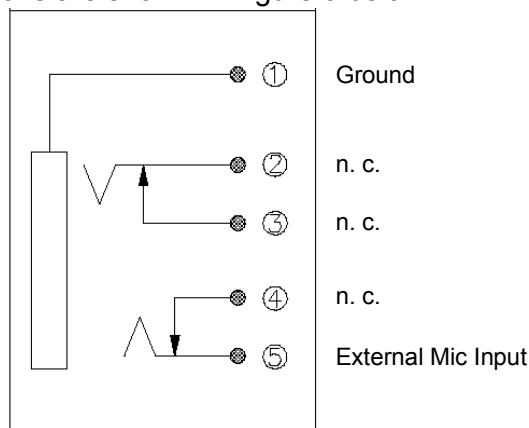 ① Ground
② n. c.
③ n. c.
④ n. c.
⑤ External Mic Input